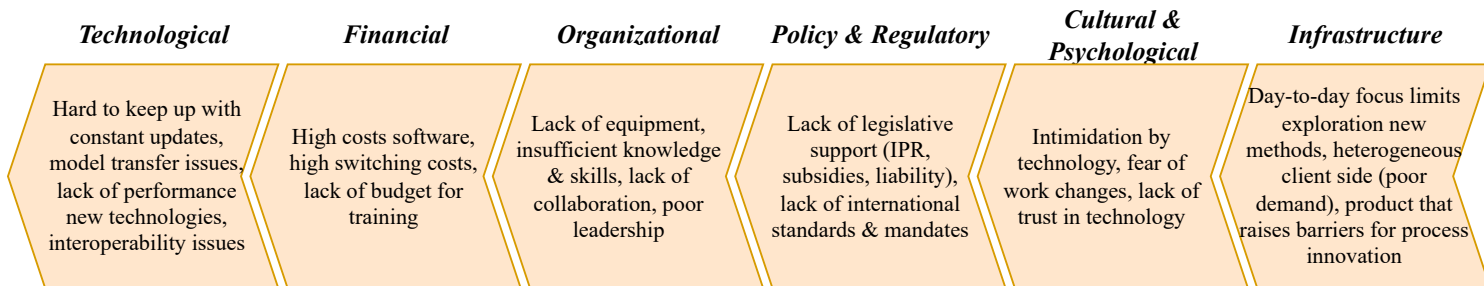 Technological
Hard to keep up with
constant updates,
model transfer issues,
lack of performance
new technologies,
interoperability issues
Financial
High costs software,
high switching costs,
lack of budget for
training
Organizational
Lack of equipment,
insufficient knowledge
& skills, lack of
collaboration, poor
leadership
Policy & Regulatory
Lack of legislative
support (IPR,
subsidies, liability),
lack of international
standards & mandates
Cultural &
Psychological
Intimidation by
technology, fear of
work changes, lack of
trust in technology
Infrastructure
Day-to-day focus limits
exploration new
methods, heterogeneous
client side (poor
demand), product that
raises barriers for process
innovation